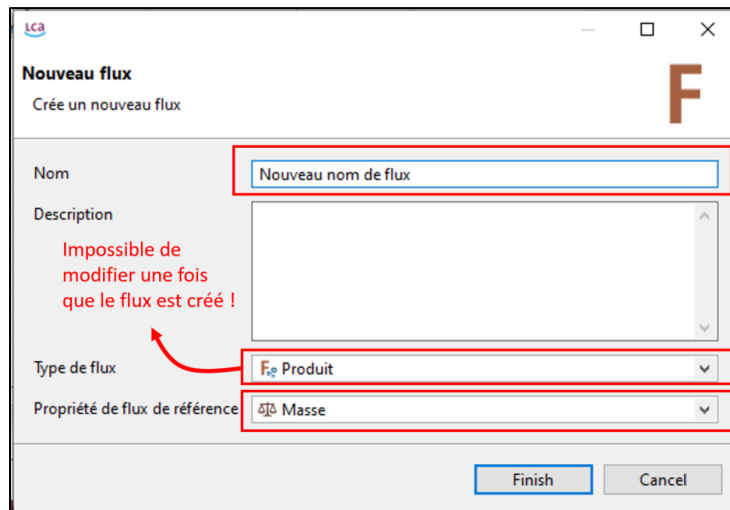 LCA
Nouveau flux
Crée un nouveau flux
F
Nom
Nouveau nom de flux
Description
Impossible de
modifier une fois
que le flux est créé !
Type de flux
Produit
Propriété de flux de référence
Masse
Finish
Cancel